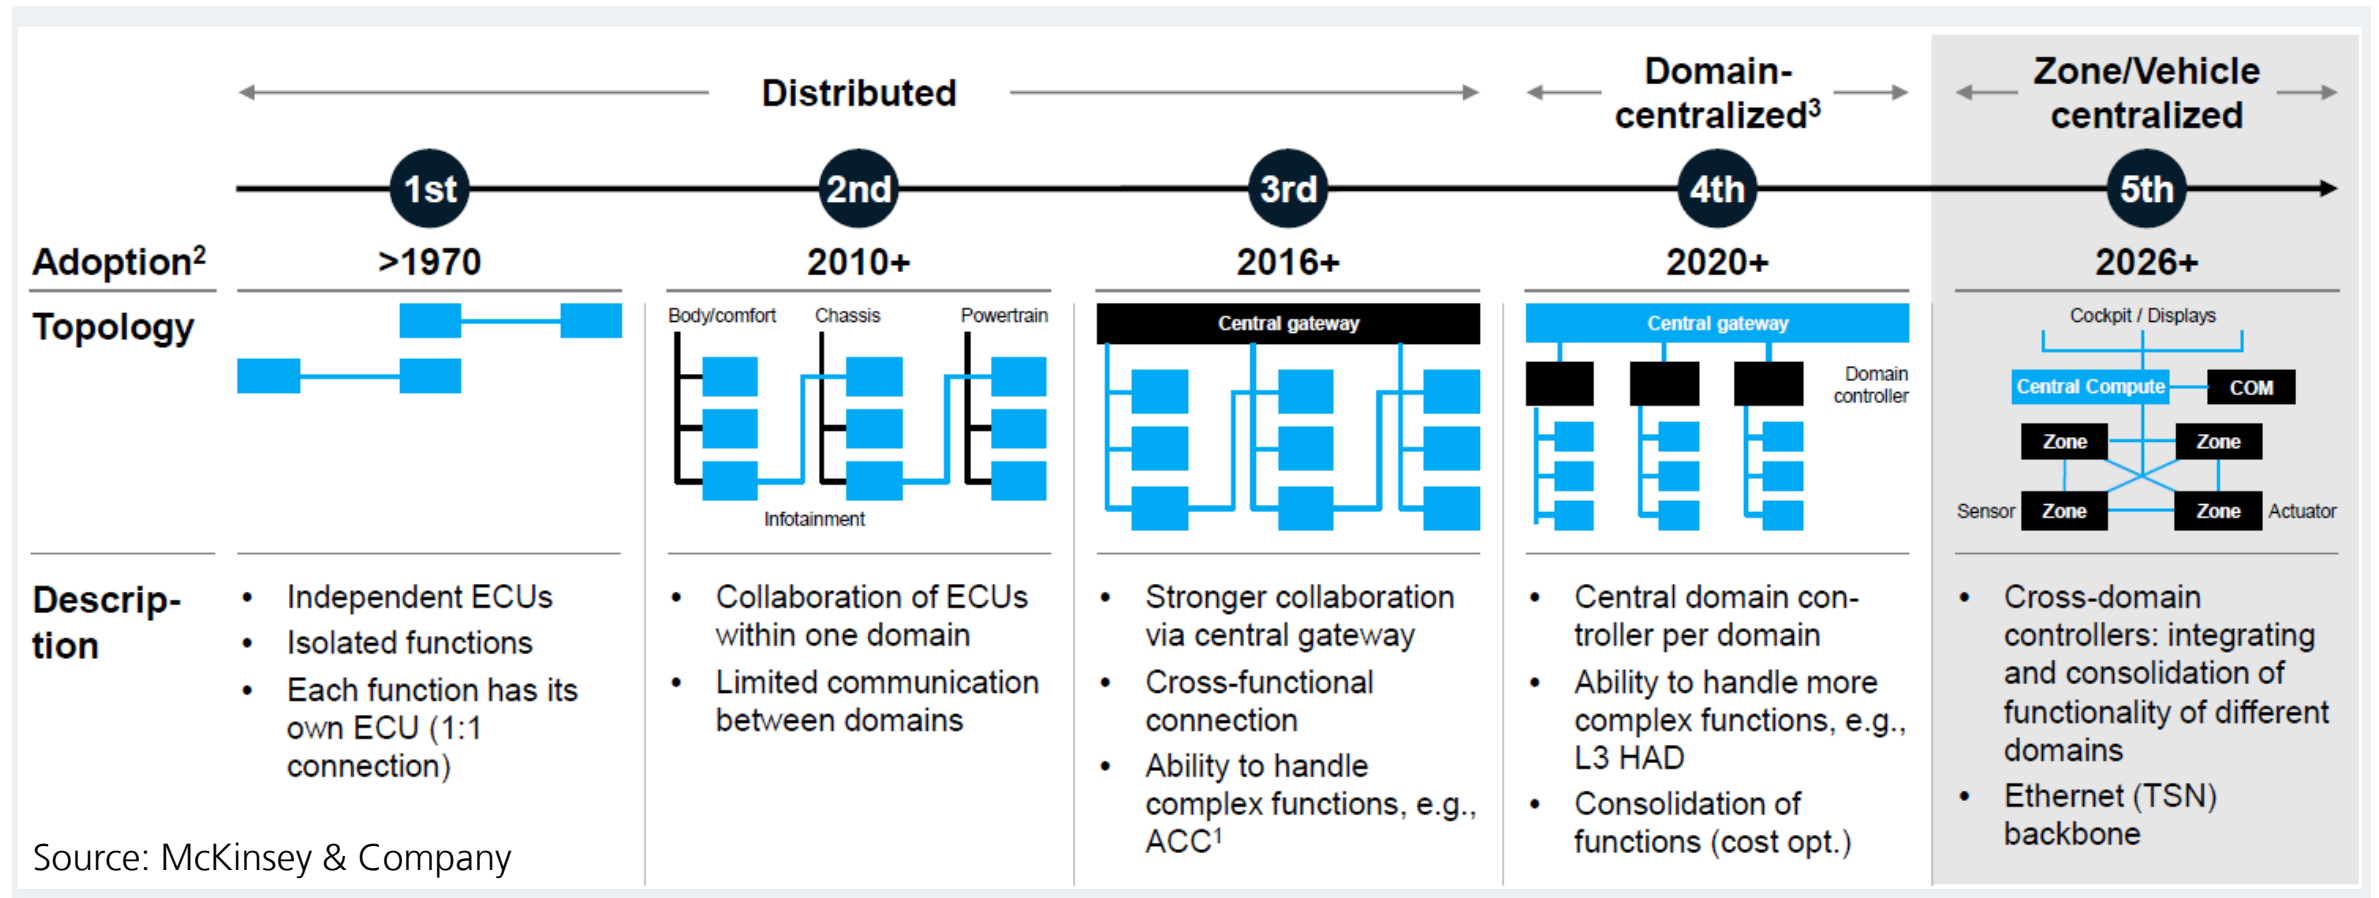 Distributed
Domain-
centralized³
Zone/Vehicle
centralized
1st
2nd
3rd
4th
5th
Adoption²
>1970
2010+
2016+
2020+
2026+
Topology
Body/comfort
Chassis
Powertrain
Infotainment
Central gateway
Central gateway
Domain
controller
Cockpit / Displays
Central Compute
COM
Zone
Zone
Sensor
Zone
Zone
Actuator
Descrip-
tion
• Independent ECUs
• Isolated functions
• Each function has its
own ECU (1:1
connection)
• Collaboration of ECUs
within one domain
• Limited communication
between domains
• Stronger collaboration
via central gateway
• Cross-functional
connection
• Ability to handle
complex functions, e.g.,
ACC¹
• Central domain con-
troller per domain
• Ability to handle more
complex functions, e.g.,
L3 HAD
• Consolidation of
functions (cost opt.)
• Cross-domain
controllers: integrating
and consolidation of
functionality of different
domains
• Ethernet (TSN)
backbone
Source: McKinsey & Company